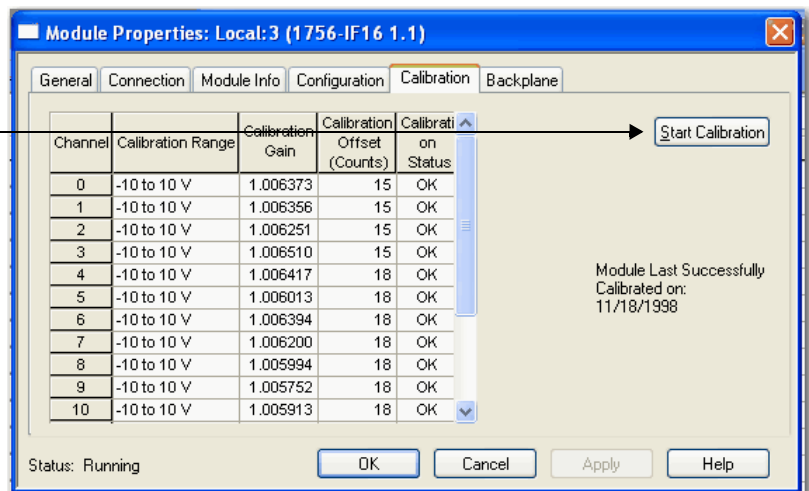 Module Properties: Local:3 (1756-IF16 1.1)
General Connection Module Info Configuration Calibration Backplane
Channel Calibration Range Calibration Gain Calibration Offset (Counts) Calibrati on Status
0 -10 to 10 V 1.006373 15 OK
1 -10 to 10 V 1.006356 15 OK
2 -10 to 10 V 1.006251 15 OK
3 -10 to 10 V 1.006510 15 OK
4 -10 to 10 V 1.006417 18 OK
5 -10 to 10 V 1.006013 18 OK
6 -10 to 10 V 1.006394 18 OK
7 -10 to 10 V 1.006200 18 OK
8 -10 to 10 V 1.005994 18 OK
9 -10 to 10 V 1.005752 18 OK
10 -10 to 10 V 1.005913 18 OK
Start Calibration
Module Last Successfully
Calibrated on:
11/18/1998
Status: Running
OK Cancel Apply Help